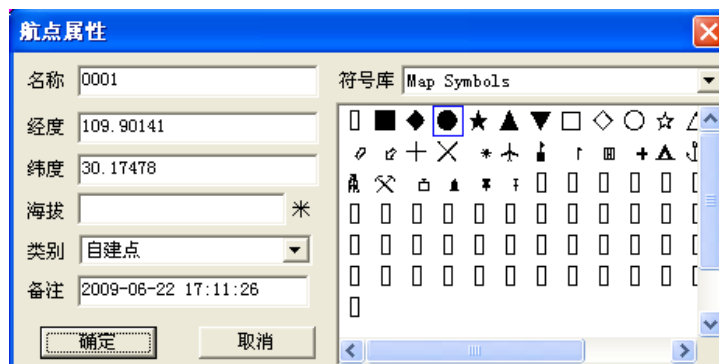 航点属性
名称 0001
符号库 Map Symbols
经度 109.90141
纬度 30.17478
海拔 米
类别 自建点
备注 2009-06-22 17:11:26
确定 取消